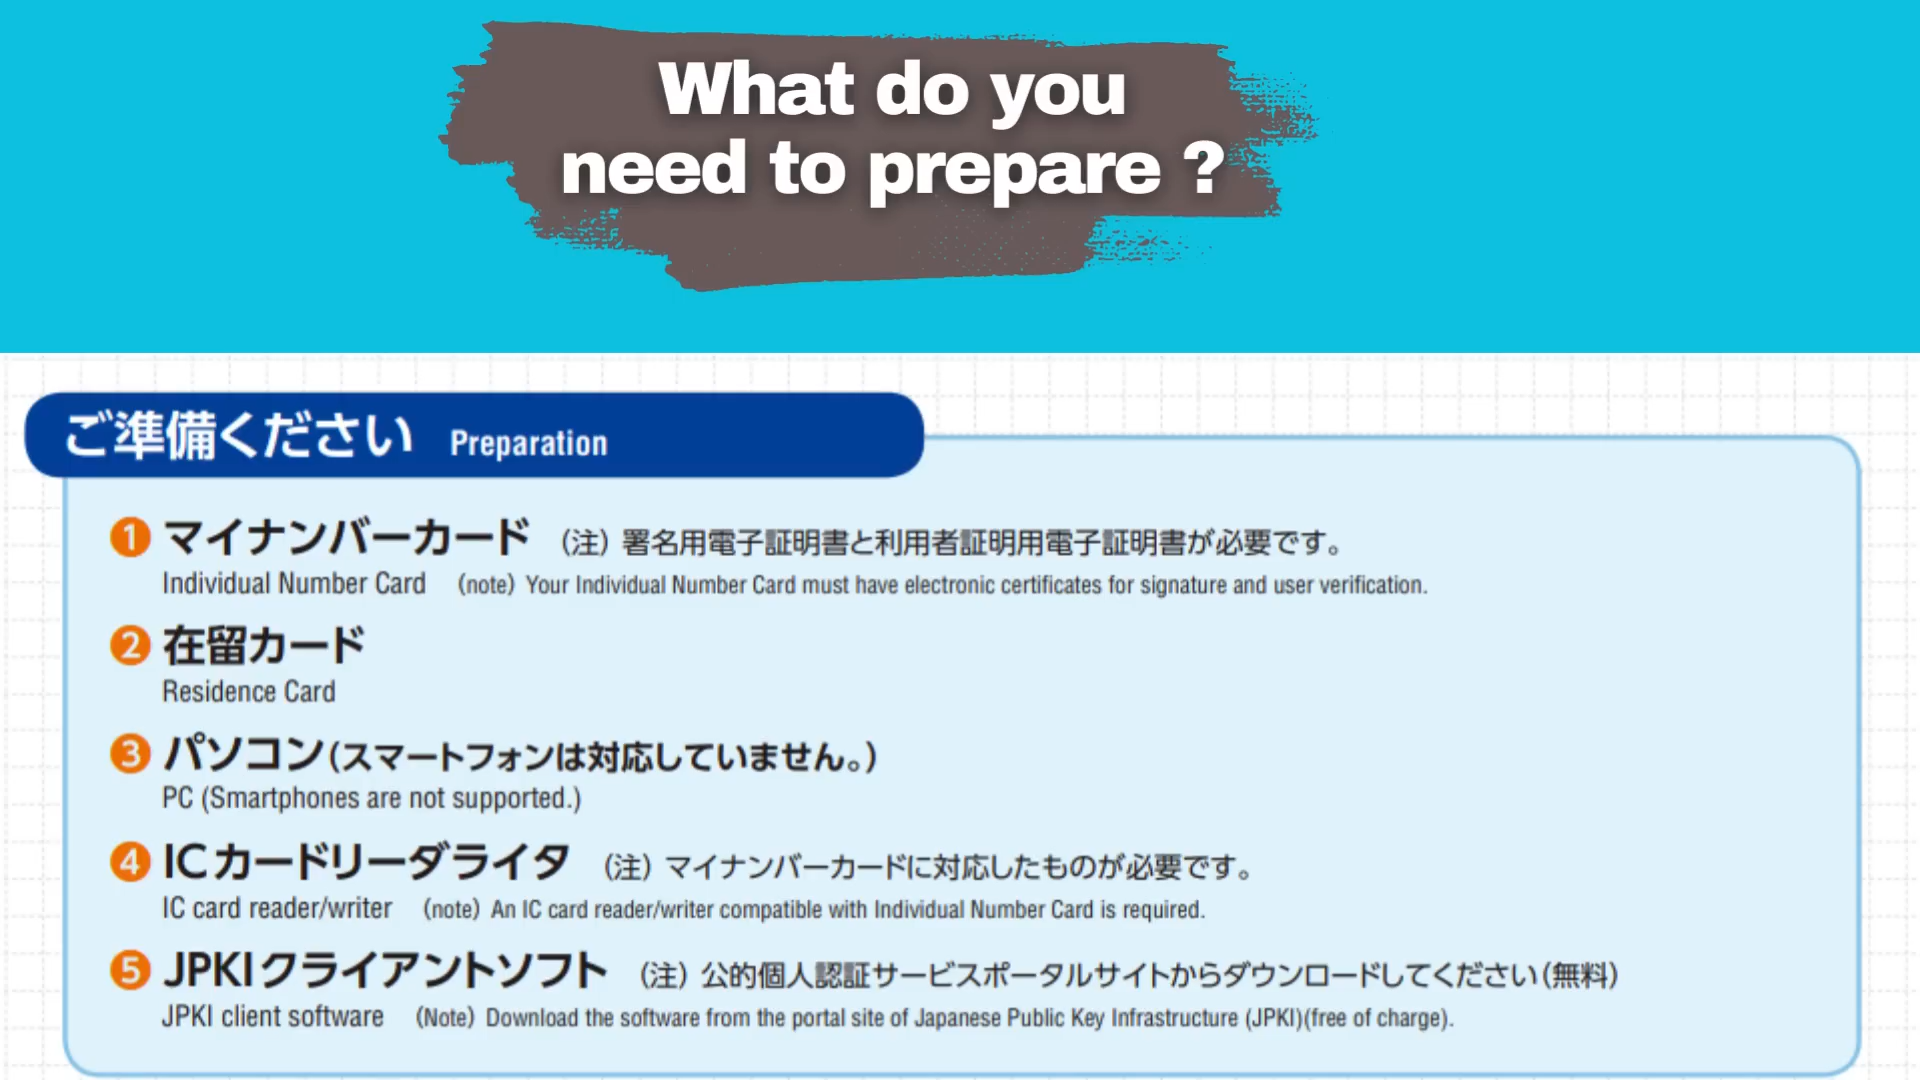 What do you
need to prepare ?
ご準備ください Preparation
1 マイナンバーカード （注）署名用電子証明書と利用者証明用電子証明書が必要です。
Individual Number Card （note）Your Individual Number Card must have electronic certificates for signature and user verification.
2 在留カード
Residence Card
3 パソコン（スマートフォンは対応していません。）
PC (Smartphones are not supported.)
4 ICカードリーダライタ （注）マイナンバーカードに対応したものが必要です。
IC card reader/writer （note）An IC card reader/writer compatible with Individual Number Card is required.
5 JPKIクライアントソフト （注）公的個人認証サービスポータルサイトからダウンロードしてください（無料）
JPKI client software （Note）Download the software from the portal site of Japanese Public Key Infrastructure (JPKI)(free of charge).